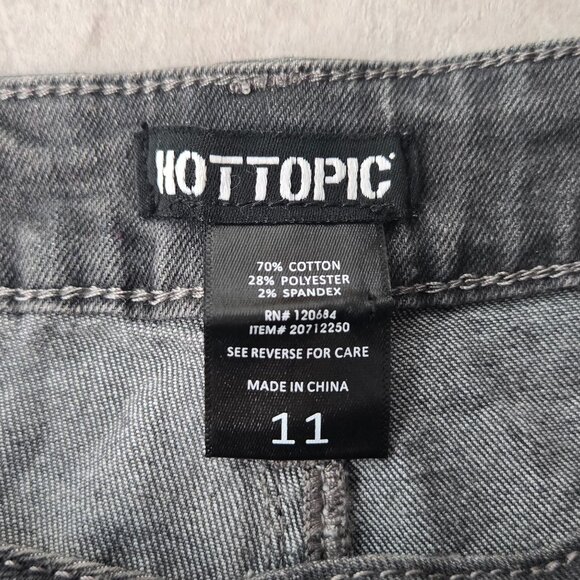 HOTTOPIC
70% COTTON
28% POLYESTER
2% SPANDEX
RN# 120684
ITEM# 20712250
SEE REVERSE FOR CARE
MADE IN CHINA
11